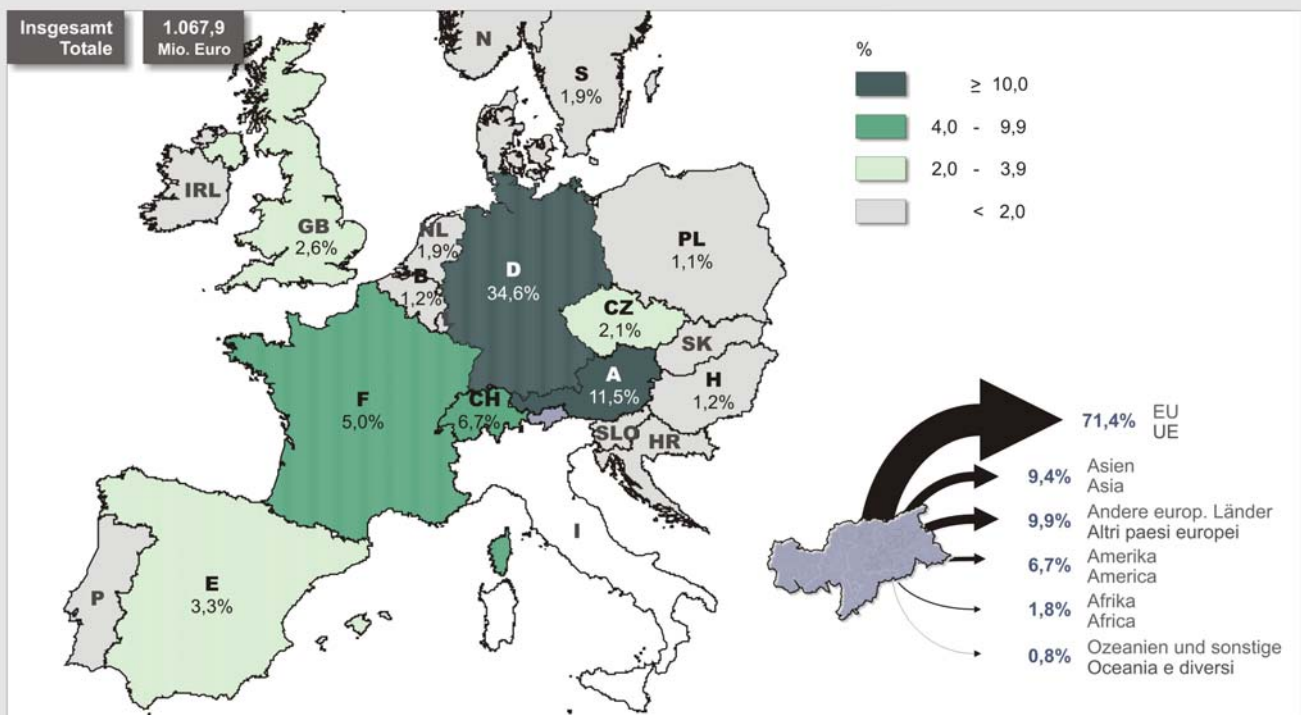 Insgesamt
Totale
1.067,9
Mio. Euro
N
S
1,9%
%
≥ 10,0
4,0 - 9,9
2,0 - 3,9
< 2,0
IRL
GB
2,6%
NL
1,9%
B
1,2%
D
34,6%
PL
1,1%
CZ
2,1%
SK
A
11,5%
H
1,2%
F
5,0%
CH
6,7%
SLO
HR
I
P
E
3,3%
71,4%
EU
UE
9,4%
Asien
Asia
9,9%
Andere europ. Länder
Altri paesi europei
6,7%
Amerika
America
1,8%
Afrika
Africa
0,8%
Ozeanien und sonstige
Oceania e diversi